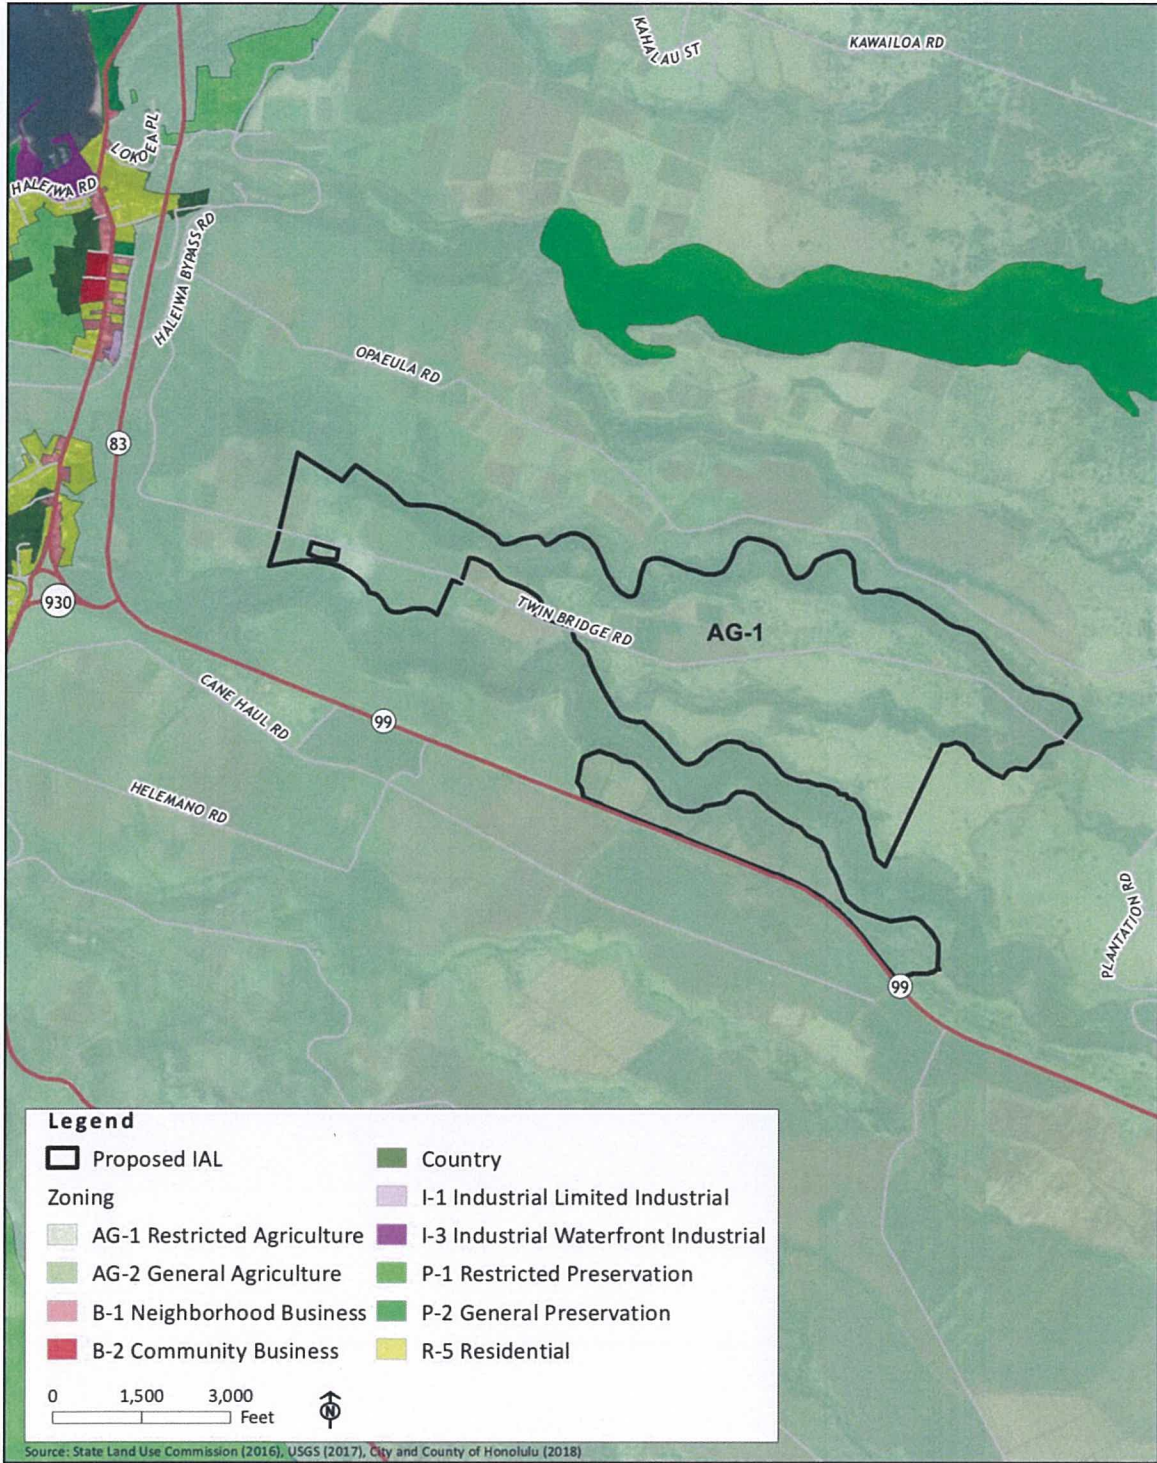 KAHALAU ST
KAWAILOA RD
LOKOEA PL
HALEIWA RD
HALEIWA BYPASS RD
OPAEULA RD
83
930
TWIN BRIDGE RD
AG-1
CANE HAUL RD
99
HELEMANO RD
PLANTATION RD
99
Legend
Proposed IAL
Zoning
AG-1 Restricted Agriculture
AG-2 General Agriculture
B-1 Neighborhood Business
B-2 Community Business
Country
I-1 Industrial Limited Industrial
I-3 Industrial Waterfront Industrial
P-1 Restricted Preservation
P-2 General Preservation
R-5 Residential
0 1,500 3,000
Feet
N
Source: State Land Use Commission (2016), USGS (2017), City and County of Honolulu (2018)